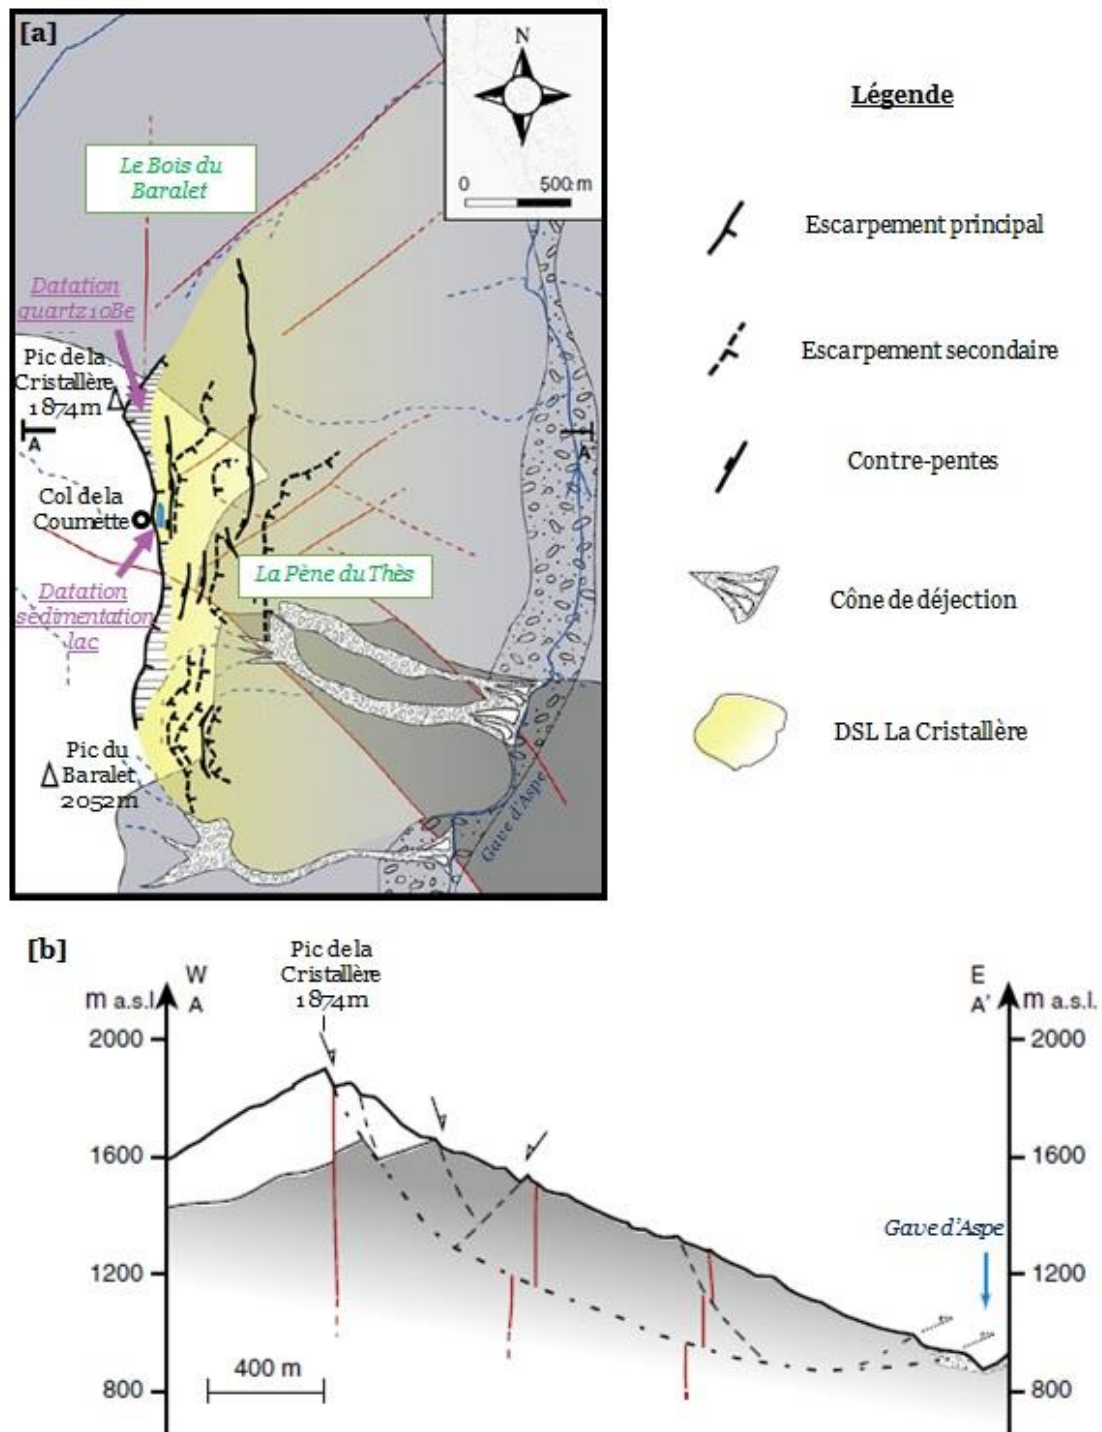 [a]
N
0 500 m
Le Bois du
Baralet
Datation
quartz10Be
Pic de la
Cristallère
1874m
A
A'
Col de la
Coumette
La Pène du Thès
Datation
sédimentation
lac
Pic du
Baralet
2052m
Gave d'Aspe
Légende
Escarpement principal
Escarpement secondaire
Contre-pentes
Cône de déjection
DSL La Cristallère
[b]
Pic de la
Cristallère
1874m
W
A
E
A'
m a.s.l.
m a.s.l.
2000
2000
1600
1600
Gave d'Aspe
1200
1200
400 m
800
800